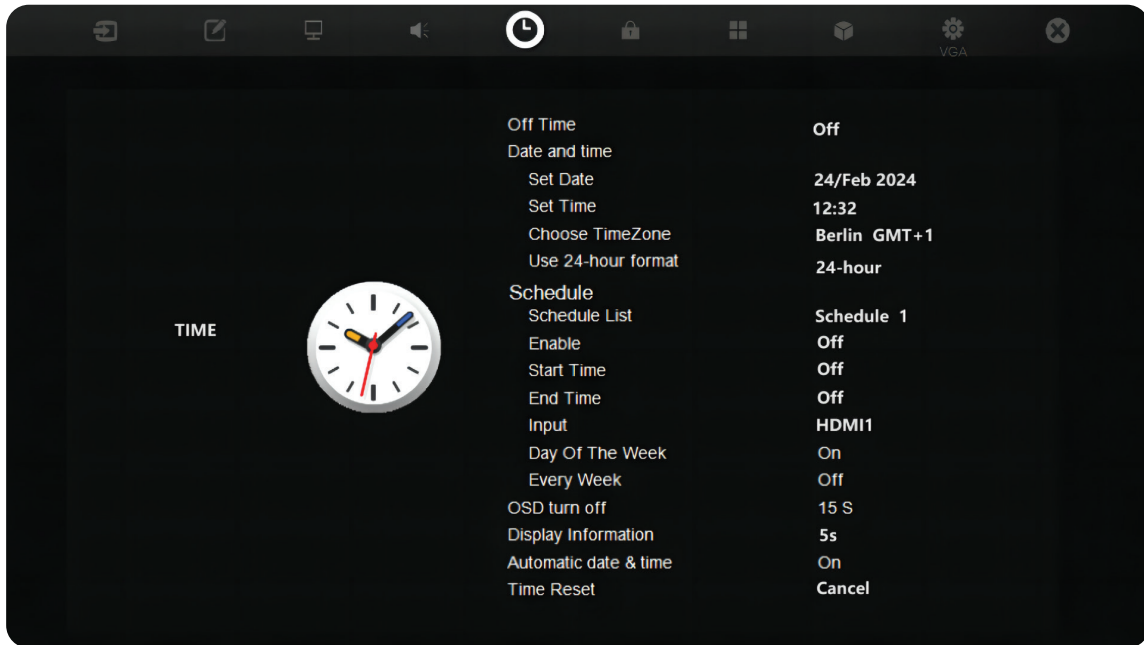 VGA
Off Time Off
Date and time
Set Date 24/Feb 2024
Set Time 12:32
Choose TimeZone Berlin GMT+1
Use 24-hour format 24-hour
Schedule
Schedule List Schedule 1
TIME
Enable Off
Start Time Off
End Time Off
Input HDMI1
Day Of The Week On
Every Week Off
OSD turn off 15 S
Display Information 5s
Automatic date & time On
Time Reset Cancel